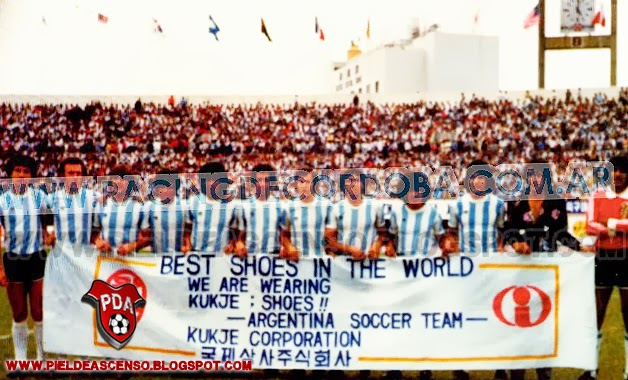 WWW.RACINGDECORDOBA.COM.AR
BEST SHOES IN THE WORLD
WE ARE WEARING
KUKJE ; SHOES !!
—ARGENTINA SOCCER TEAM—
KUKJE CORPORATION
국제상사주식회사
PDA
WWW.PIELDEASCENSO.BLOGSPOT.COM